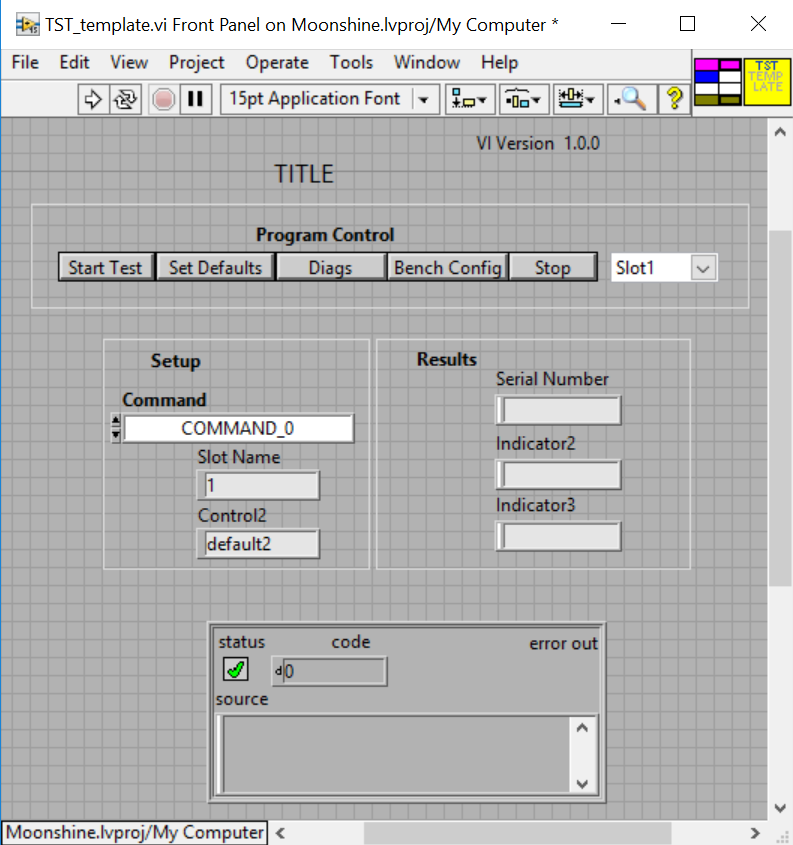 TST_template.vi Front Panel on Moonshine.lvproj/My Computer *
File Edit View Project Operate Tools Window Help
15pt Application Font
TST
TEMP
LATE
VI Version 1.0.0
TITLE
Program Control
Start Test Set Defaults Diags Bench Config Stop Slot1
Setup
Command
COMMAND_0
Slot Name
1
Control2
default2
Results
Serial Number
Indicator2
Indicator3
status code error out
d 0
source
Moonshine.lvproj/My Computer